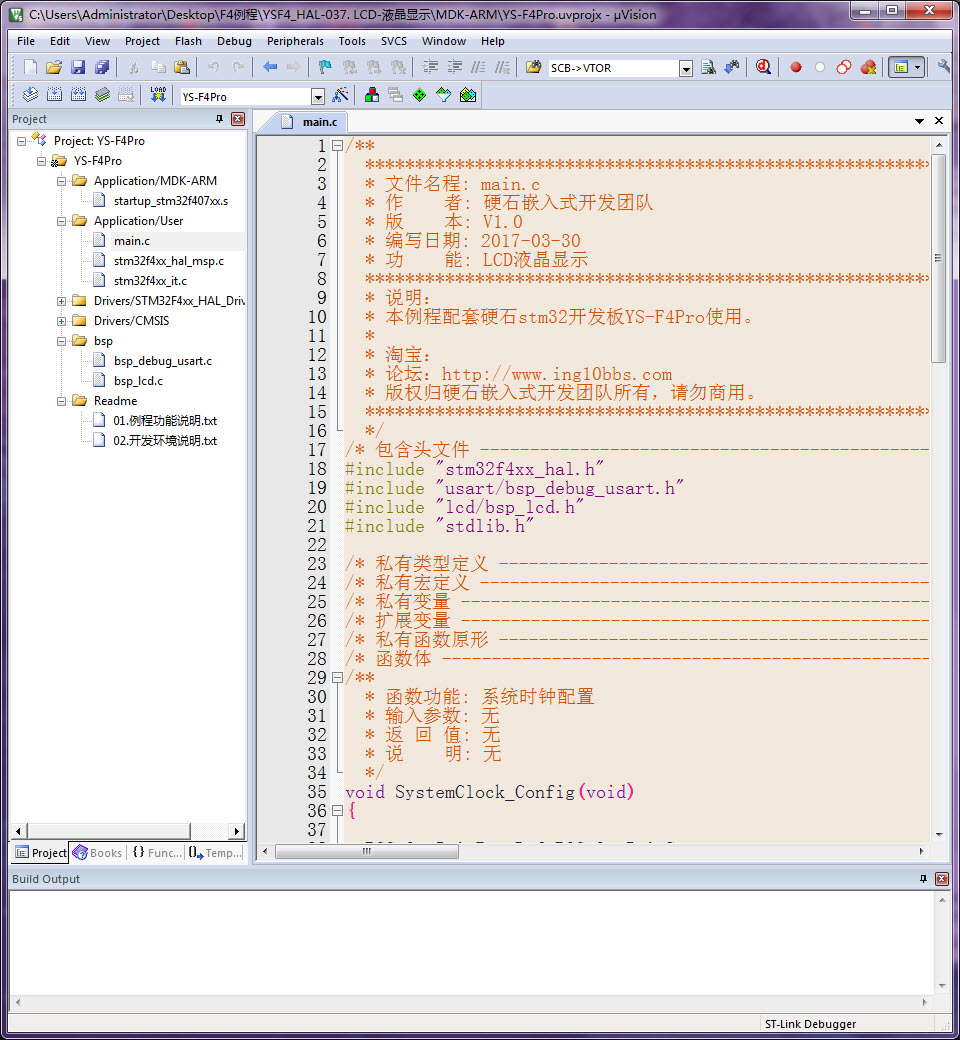 C:\Users\Administrator\Desktop\F4例程\YSF4_HAL-037. LCD-液晶显示\MDK-ARM\YS-F4Pro.uvprojx - µVision
File Edit View Project Flash Debug Peripherals Tools SVCS Window Help
SCB->VTOR
LOAD YS-F4Pro
Project
Project: YS-F4Pro
YS-F4Pro
Application/MDK-ARM
startup_stm32f407xx.s
Application/User
main.c
stm32f4xx_hal_msp.c
stm32f4xx_it.c
Drivers/STM32F4xx_HAL_Driv
Drivers/CMSIS
bsp
bsp_debug_usart.c
bsp_lcd.c
Readme
01.例程功能说明.txt
02.开发环境说明.txt
Project Books {} Func... Temp...
main.c
1 /**
2 *********************************************************
3 * 文件名程: main.c
4 * 作    者: 硬石嵌入式开发团队
5 * 版    本: V1.0
6 * 编写日期: 2017-03-30
7 * 功    能: LCD液晶显示
8 *********************************************************
9 * 说明：
10 * 本例程配套硬石stm32开发板YS-F4Pro使用。
11 *
12 * 淘宝：
13 * 论坛：http://www.ing10bbs.com
14 * 版权归硬石嵌入式开发团队所有，请勿商用。
15 *********************************************************
16 */
17 /* 包含头文件 ----------------------------------------------
18 #include "stm32f4xx_hal.h"
19 #include "usart/bsp_debug_usart.h"
20 #include "lcd/bsp_lcd.h"
21 #include "stdlib.h"
22
23 /* 私有类型定义 --------------------------------------------
24 /* 私有宏定义 ----------------------------------------------
25 /* 私有变量 ------------------------------------------------
26 /* 扩展变量 ------------------------------------------------
27 /* 私有函数原形 --------------------------------------------
28 /* 函数体 --------------------------------------------------
29 /**
30 * 函数功能: 系统时钟配置
31 * 输入参数: 无
32 * 返 回 值: 无
33 * 说    明: 无
34 */
35 void SystemClock_Config(void)
36 {
37
Build Output
ST-Link Debugger